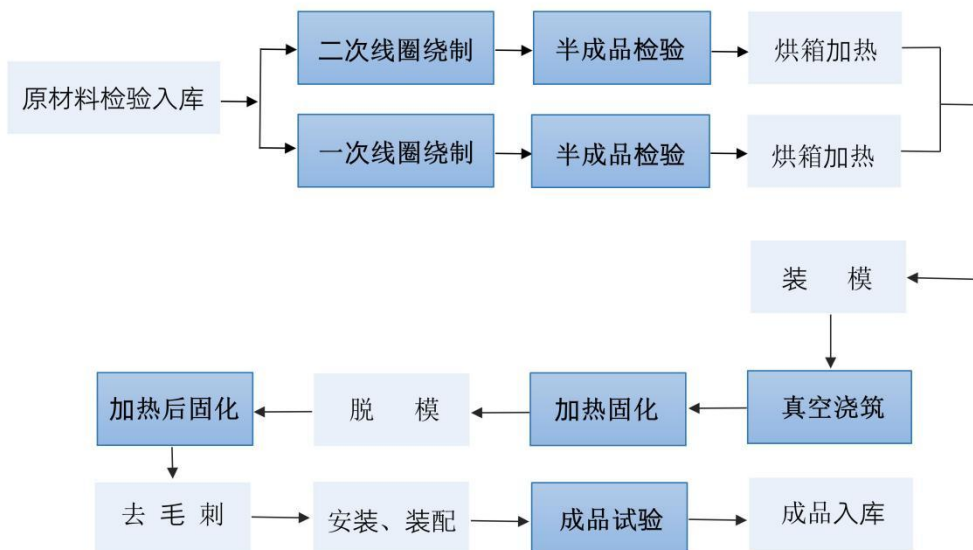 二次线圈绕制
半成品检验
烘箱加热
原材料检验入库
一次线圈绕制
半成品检验
烘箱加热
装 模
加热后固化
脱 模
加热固化
真空浇筑
去 毛 刺
安装、装配
成品试验
成品入库